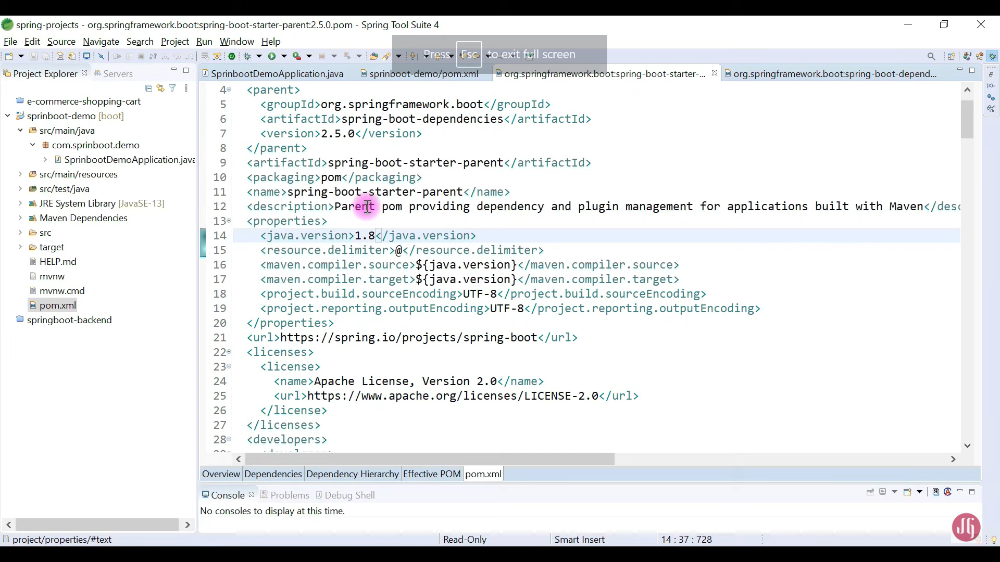 spring-projects - org.springframework.boot:spring-boot-starter-parent:2.5.0.pom - Spring Tool Suite 4
File Edit Source Navigate Search Project Run Window Help
Press Esc to exit full screen
Project Explorer Servers
SprinbootDemoApplication.java sprinboot-demo/pom.xml org.springframework.boot:spring-boot-starter-... org.springframework.boot:spring-boot-depend...
e-commerce-shopping-cart
sprinboot-demo [boot]
src/main/java
com.sprinboot.demo
SprinbootDemoApplication.java
src/main/resources
src/test/java
JRE System Library [JavaSE-13]
Maven Dependencies
src
target
HELP.md
mvnw
mvnw.cmd
pom.xml
springboot-backend
4 <parent>
5 <groupId>org.springframework.boot</groupId>
6 <artifactId>spring-boot-dependencies</artifactId>
7 <version>2.5.0</version>
8 </parent>
9 <artifactId>spring-boot-starter-parent</artifactId>
10 <packaging>pom</packaging>
11 <name>spring-boot-starter-parent</name>
12 <description>Parent pom providing dependency and plugin management for applications built with Maven</desc
13 <properties>
14 <java.version>1.8</java.version>
15 <resource.delimiter>@</resource.delimiter>
16 <maven.compiler.source>${java.version}</maven.compiler.source>
17 <maven.compiler.target>${java.version}</maven.compiler.target>
18 <project.build.sourceEncoding>UTF-8</project.build.sourceEncoding>
19 <project.reporting.outputEncoding>UTF-8</project.reporting.outputEncoding>
20 </properties>
21 <url>https://spring.io/projects/spring-boot</url>
22 <licenses>
23 <license>
24 <name>Apache License, Version 2.0</name>
25 <url>https://www.apache.org/licenses/LICENSE-2.0</url>
26 </license>
27 </licenses>
28 <developers>
Overview Dependencies Dependency Hierarchy Effective POM pom.xml
Console Problems Debug Shell
No consoles to display at this time.
project/properties/#text Read-Only Smart Insert 14 : 37 : 728